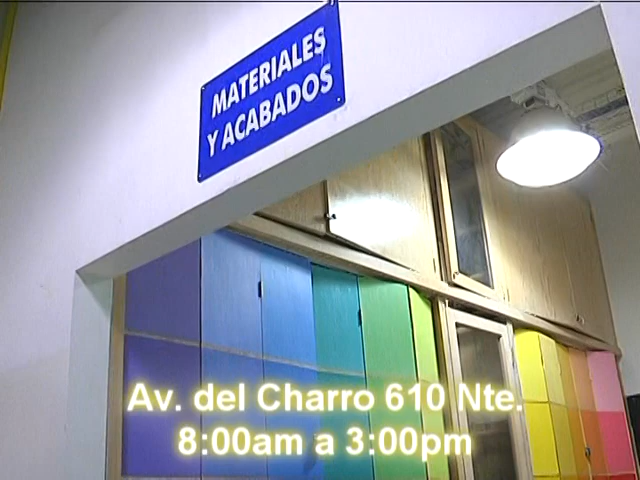 MATERIALES
Y ACABADOS
Av. del Charro 610 Nte.
8:00am a 3:00pm